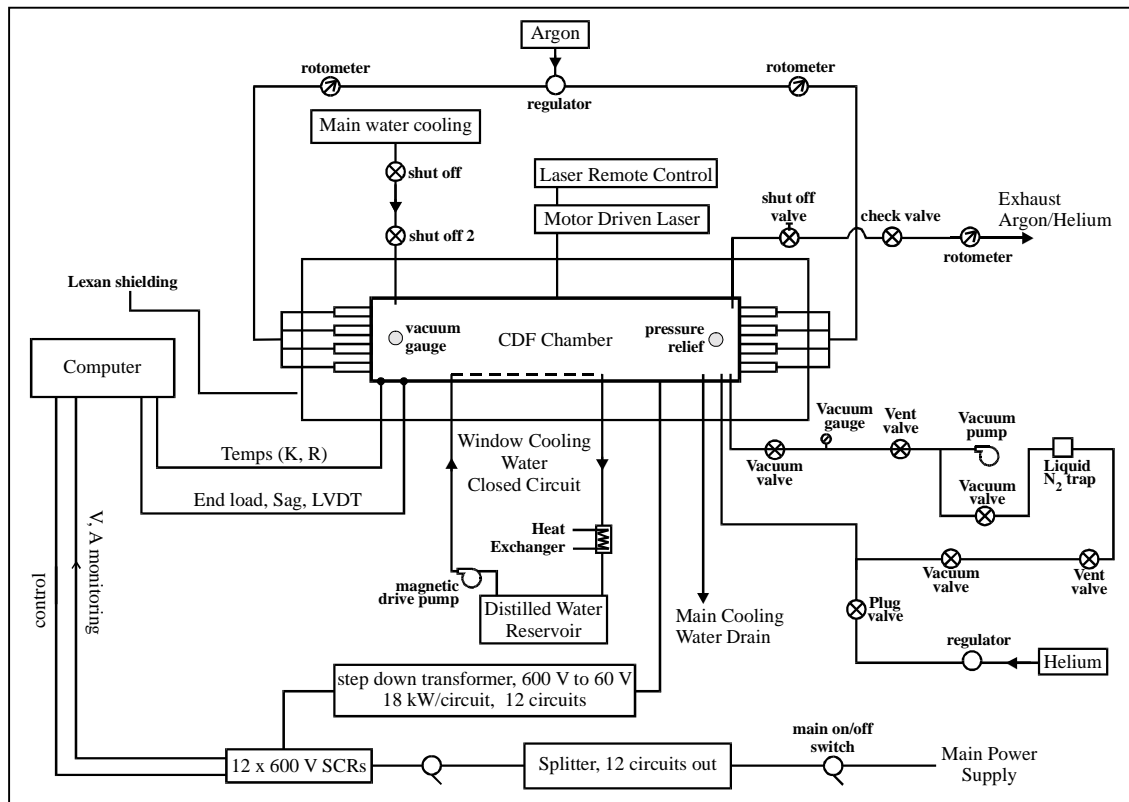 Argon
rotometer
rotometer
regulator
Main water cooling
shut off
Laser Remote Control
shut off
valve
check valve
Exhaust
Argon/Helium
Motor Driven Laser
shut off 2
rotometer
Lexan shielding
vacuum
gauge
CDF Chamber
pressure
relief
Computer
Vacuum
gauge
Vent
valve
Vacuum
pump
Window Cooling
Water
Closed Circuit
Temps (K, R)
Vacuum
valve
Liquid
N2 trap
Vacuum
valve
End load, Sag, LVDT
Heat
Exchanger
V, A monitoring
control
magnetic
drive pump
Distilled Water
Reservoir
Main Cooling
Water Drain
Vacuum
valve
Vent
valve
Plug
valve
regulator
Helium
step down transformer, 600 V to 60 V
18 kW/circuit, 12 circuits
main on/off
switch
12 x 600 V SCRs
Splitter, 12 circuits out
Main Power
Supply